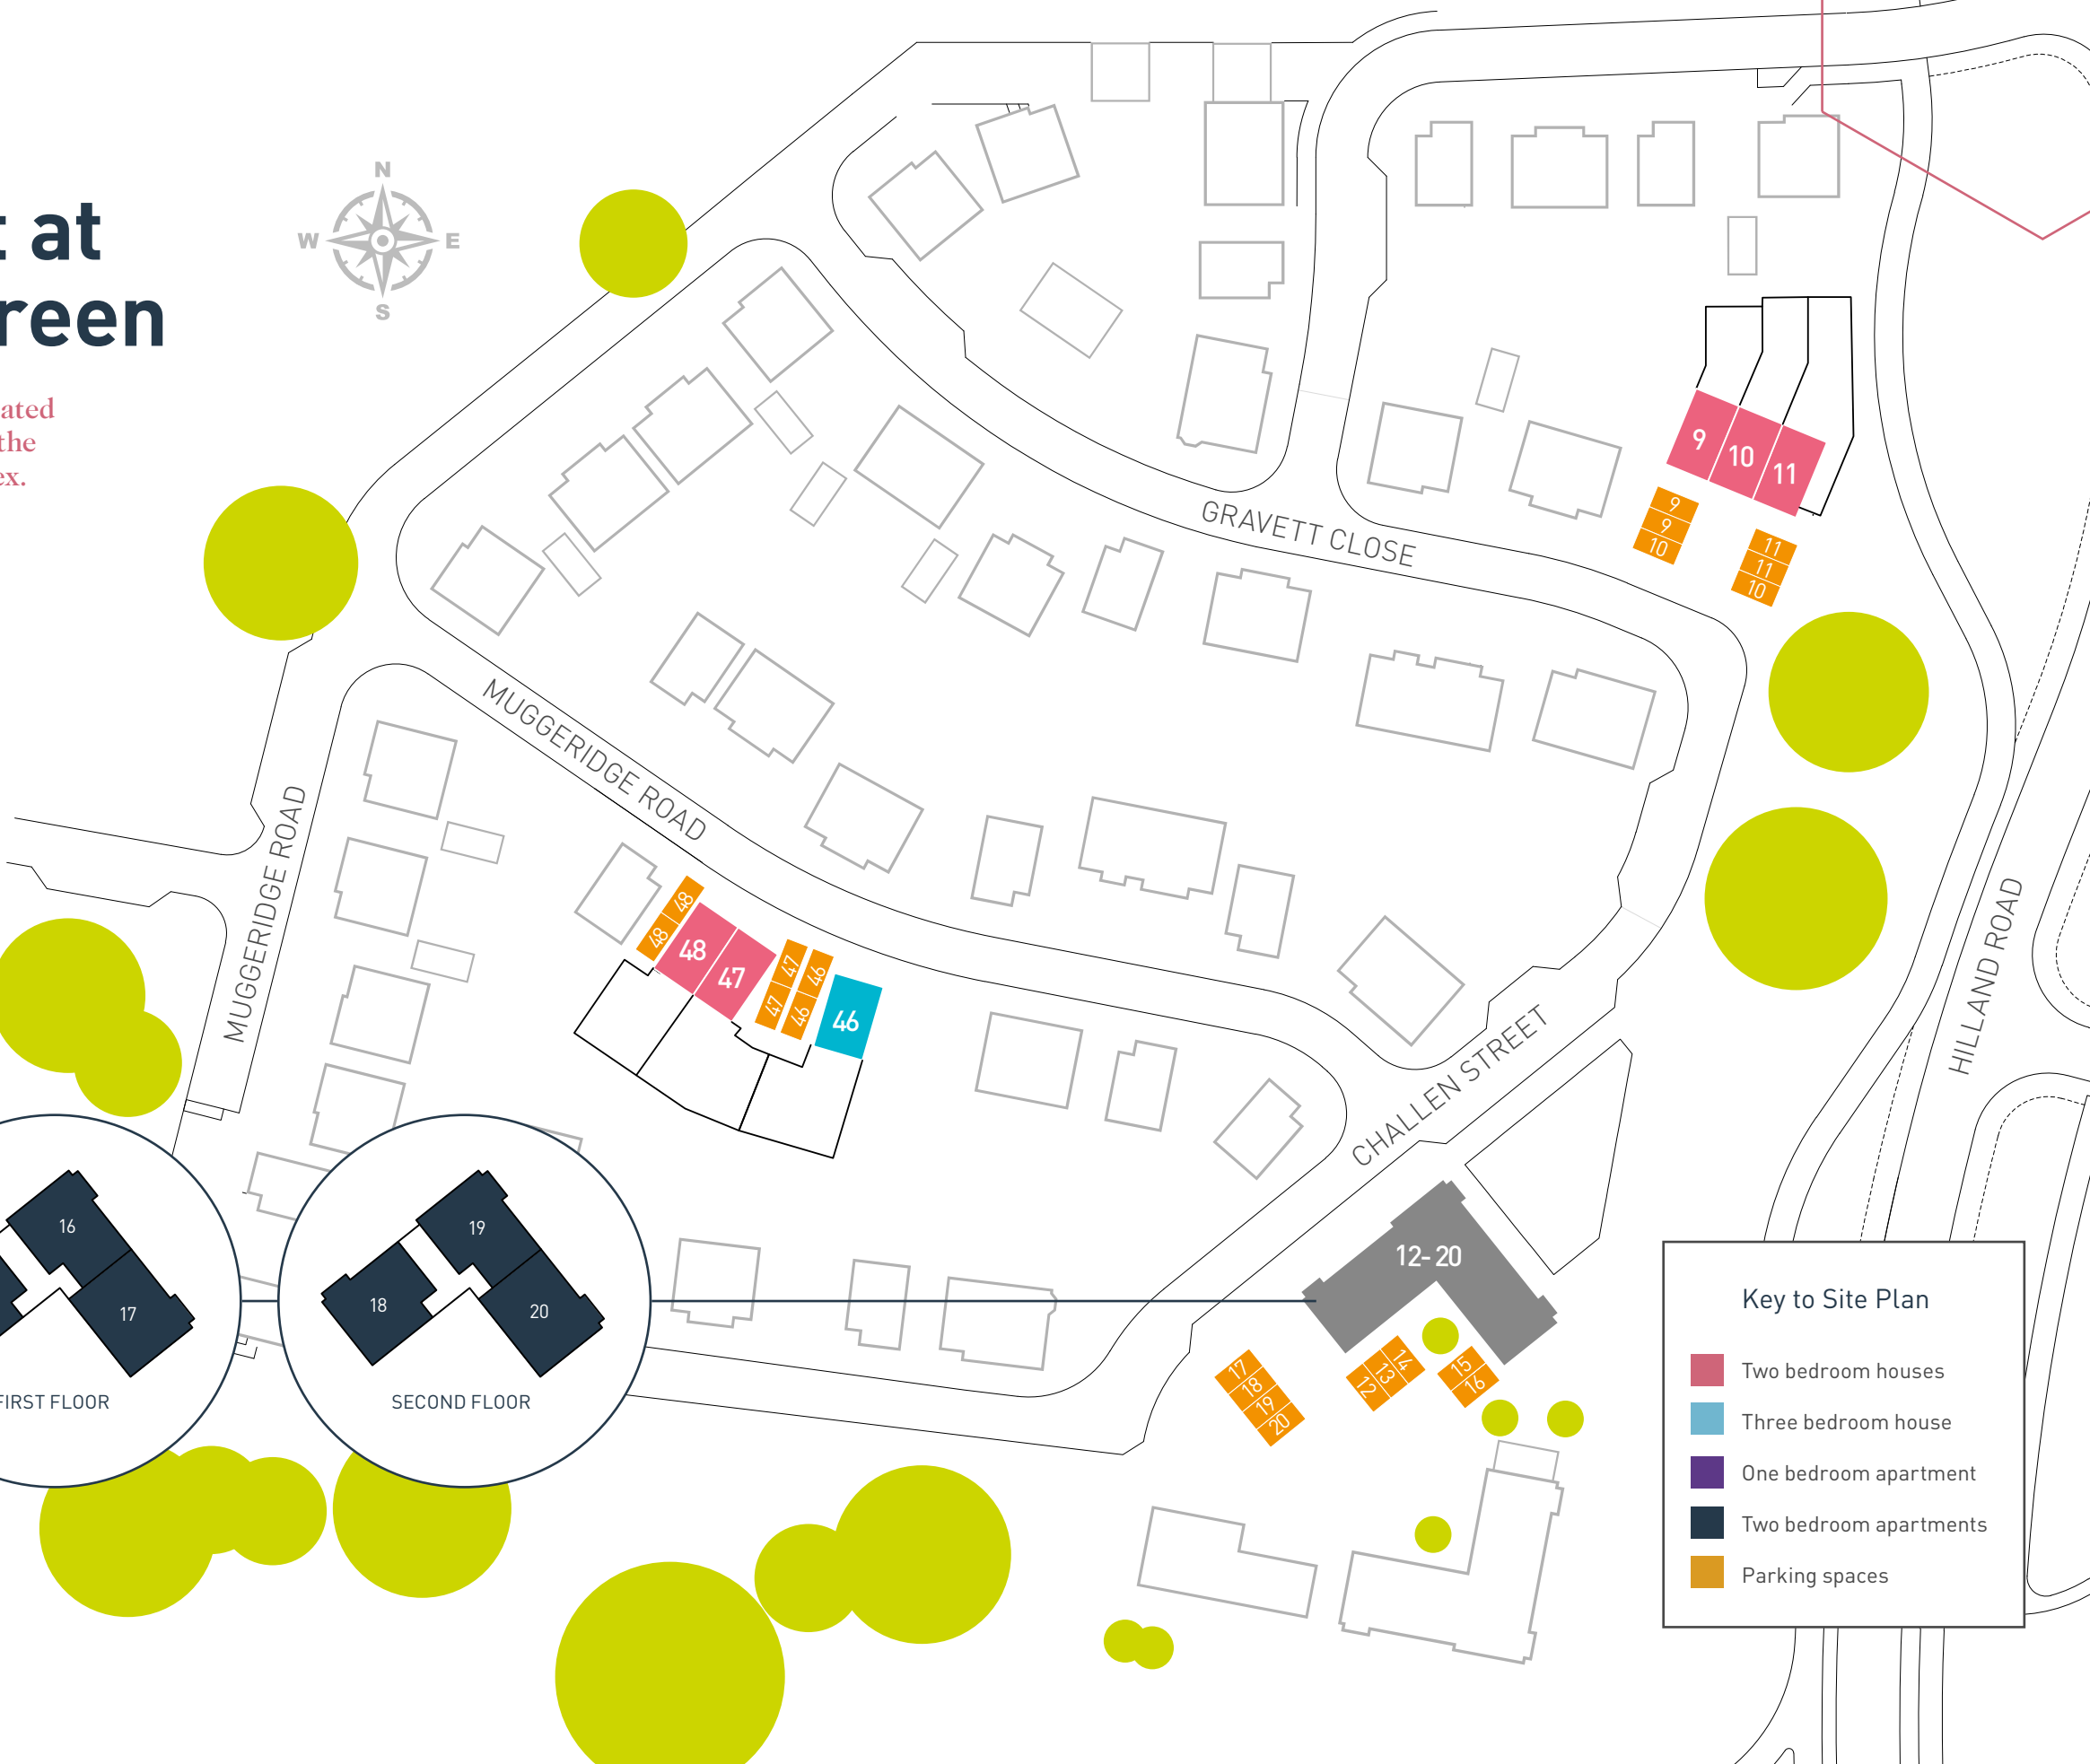 at
reen
ated
the
ex.
N
W
E
S
GRAVETT CLOSE
MUGGERIDGE ROAD
MUGGERIDGE ROAD
CHALLEN STREET
HILLAND ROAD
9
10
11
9
9
10
11
11
10
48
48
48
47
47
47
46
46
46
12-20
17
18
19
20
12
13
14
15
16
16
17
FIRST FLOOR
19
18
20
SECOND FLOOR
Key to Site Plan
Two bedroom houses
Three bedroom house
One bedroom apartment
Two bedroom apartments
Parking spaces